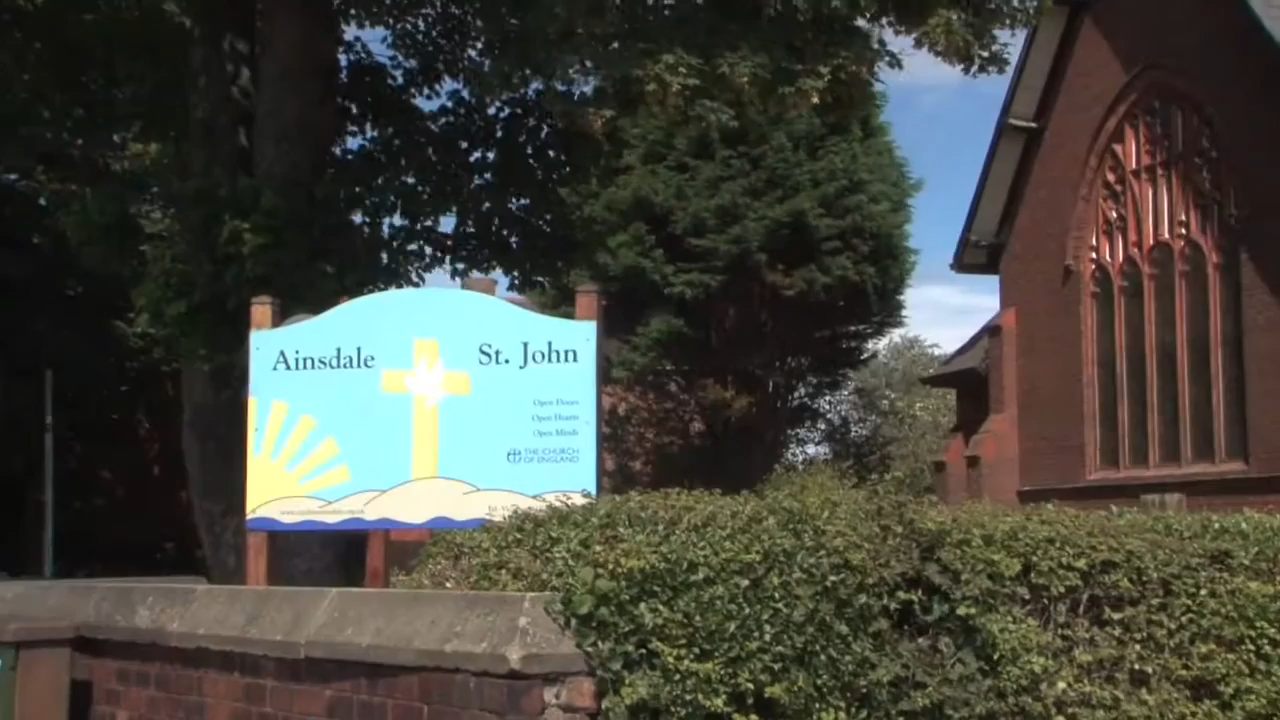 Ainsdale St. John
Open Doors
Open Hearts
Open Minds
THE CHURCH
OF ENGLAND